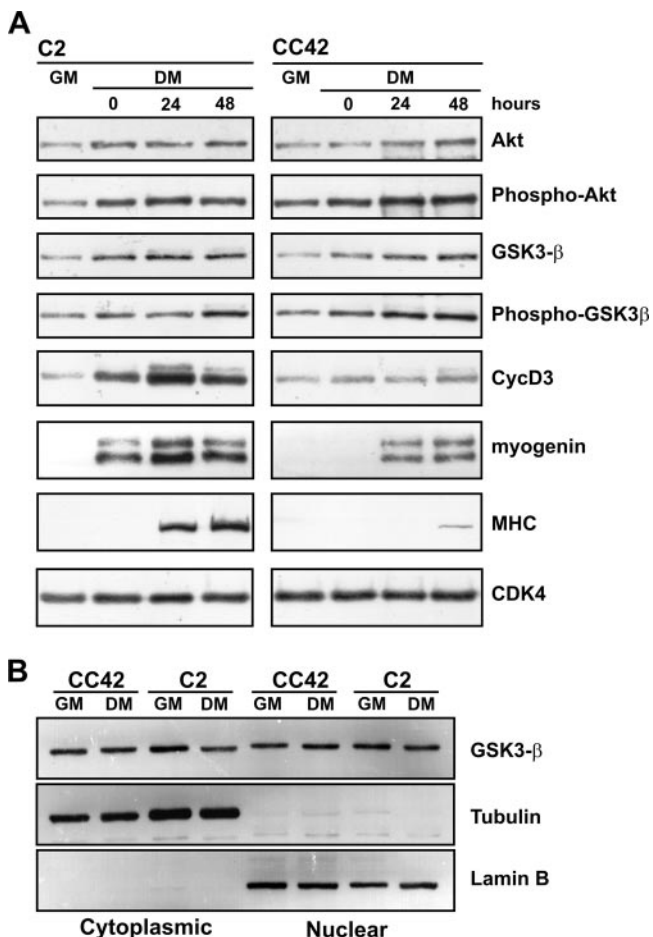 A
C2 CC42
GM DM GM DM
0 24 48 0 24 48 hours
Akt
Phospho-Akt
GSK3-β
Phospho-GSK3β
CycD3
myogenin
MHC
CDK4
B
CC42 C2 CC42 C2
GM DM GM DM GM DM GM DM
GSK3-β
Tubulin
Lamin B
Cytoplasmic Nuclear